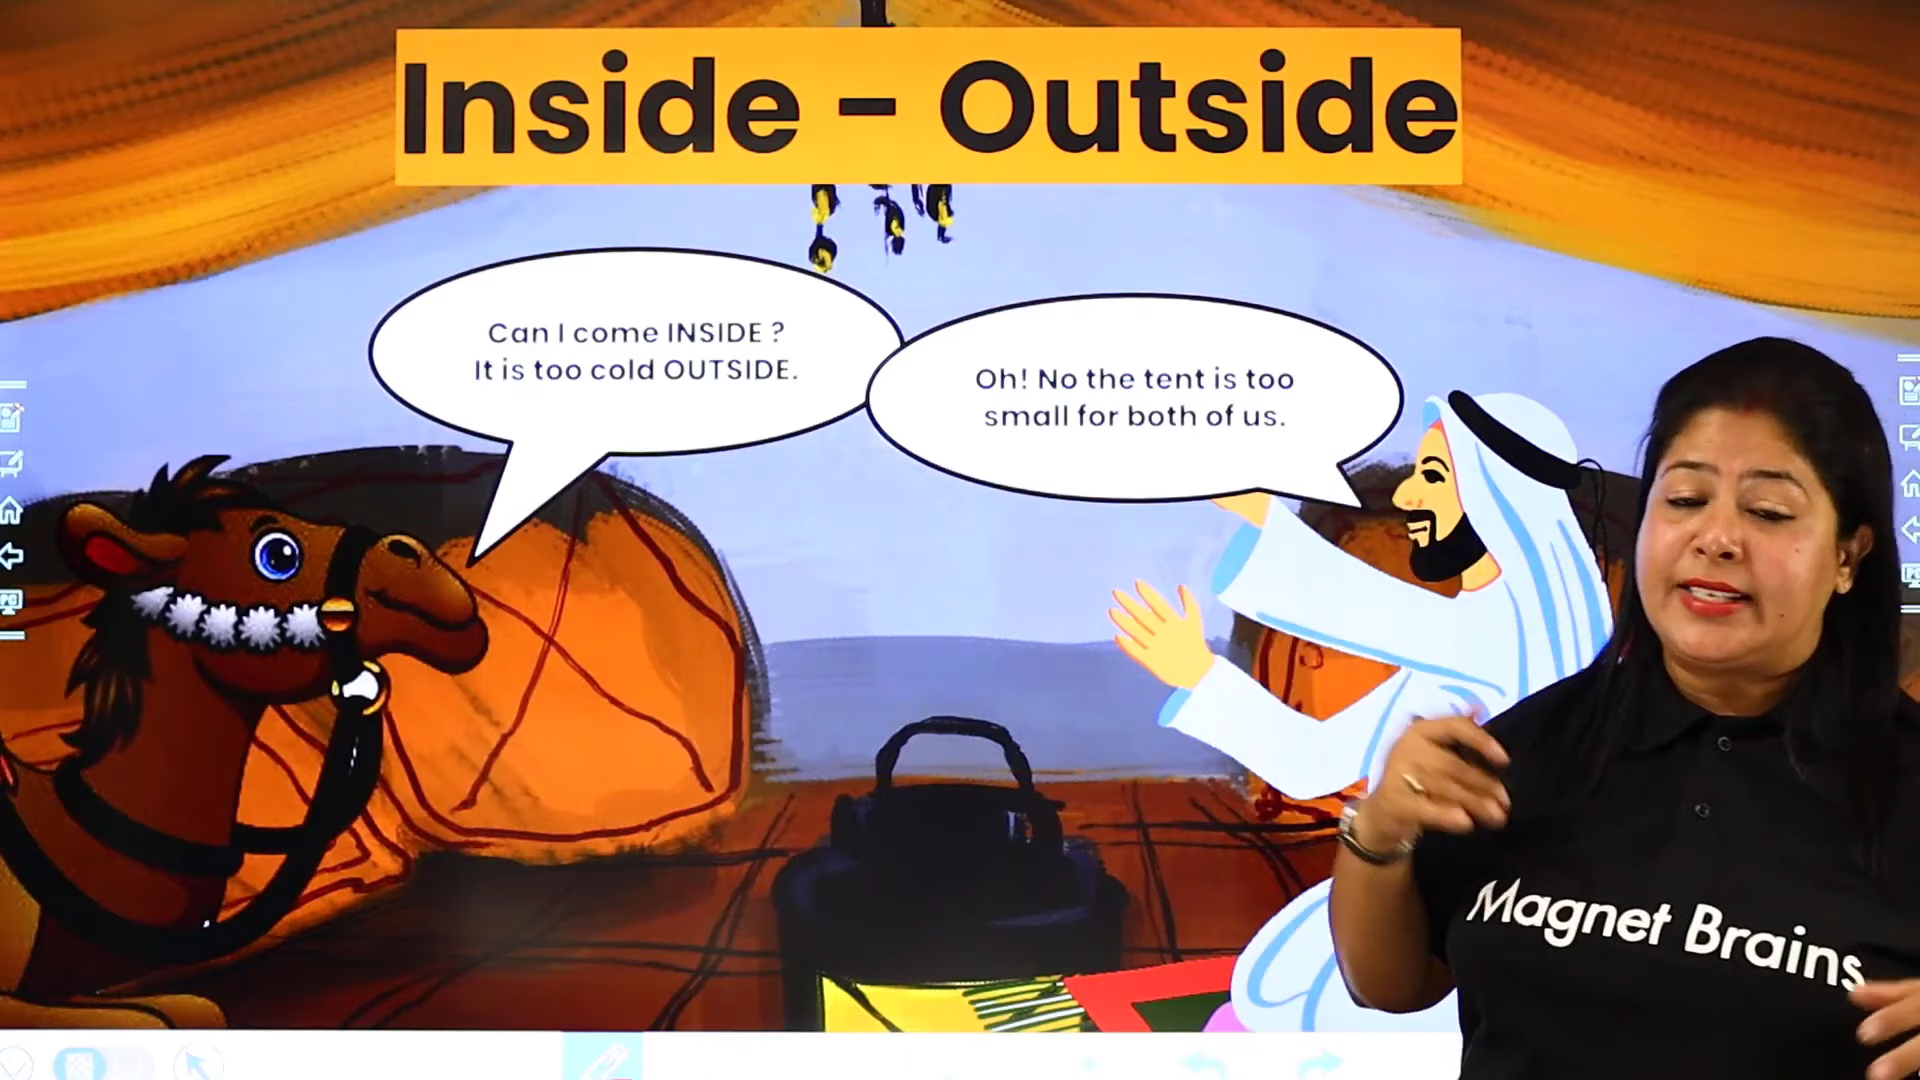 Inside - Outside
Can I come INSIDE ?
It is too cold OUTSIDE.
Oh! No the tent is too
small for both of us.
Magnet Brains